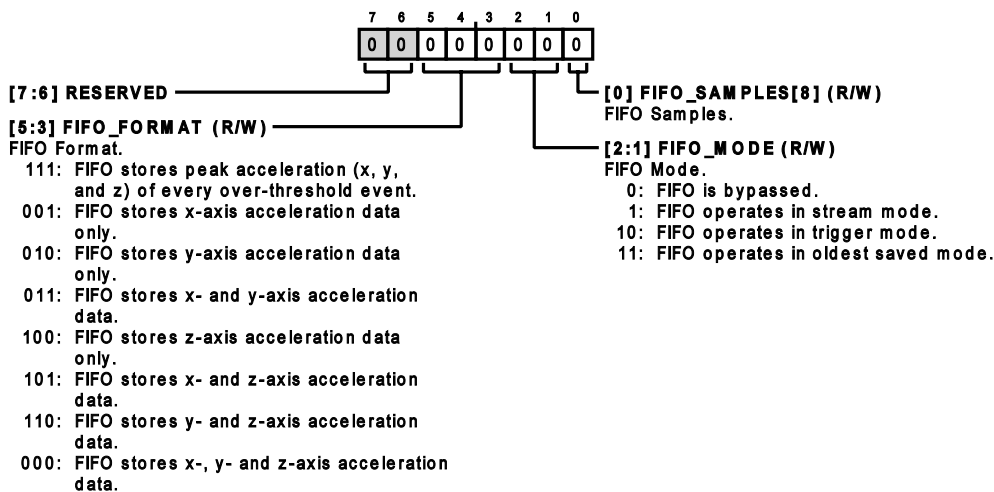 7 6 5 4 3 2 1 0
0 0 0 0 0 0 0 0
[7:6] RESERVED
[5:3] FIFO_FORMAT (R/W)
FIFO Format.
111: FIFO stores peak acceleration (x, y,
and z) of every over-threshold event.
001: FIFO stores x-axis acceleration data
only.
010: FIFO stores y-axis acceleration data
only.
011: FIFO stores x- and y-axis acceleration
data.
100: FIFO stores z-axis acceleration data
only.
101: FIFO stores x- and z-axis acceleration
data.
110: FIFO stores y- and z-axis acceleration
data.
000: FIFO stores x-, y- and z-axis acceleration
data.
[0] FIFO_SAMPLES[8] (R/W)
FIFO Samples.
[2:1] FIFO_MODE (R/W)
FIFO Mode.
0: FIFO is bypassed.
1: FIFO operates in stream mode.
10: FIFO operates in trigger mode.
11: FIFO operates in oldest saved mode.